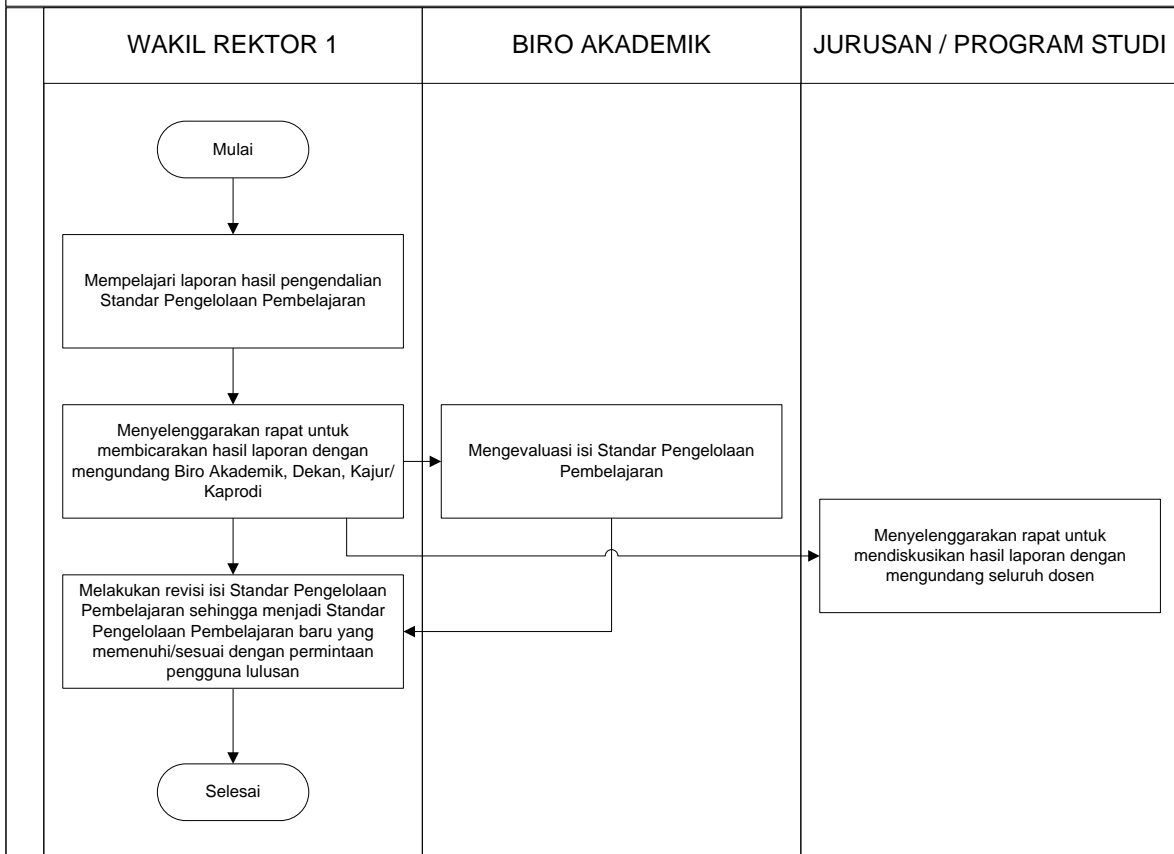 WAKIL REKTOR 1
BIRO AKADEMIK
JURUSAN / PROGRAM STUDI
Mulai
Mempelajari laporan hasil pengendalian
Standar Pengelolaan Pembelajaran
Menyelenggarakan rapat untuk
membicarakan hasil laporan dengan
mengundang Biro Akademik, Dekan, Kajur/
Kaprodi
Mengevaluasi isi Standar Pengelolaan
Pembelajaran
Menyelenggarakan rapat untuk
mendiskusikan hasil laporan dengan
mengundang seluruh dosen
Melakukan revisi isi Standar Pengelolaan
Pembelajaran sehingga menjadi Standar
Pengelolaan Pembelajaran baru yang
memenuhi/sesuai dengan permintaan
pengguna lulusan
Selesai